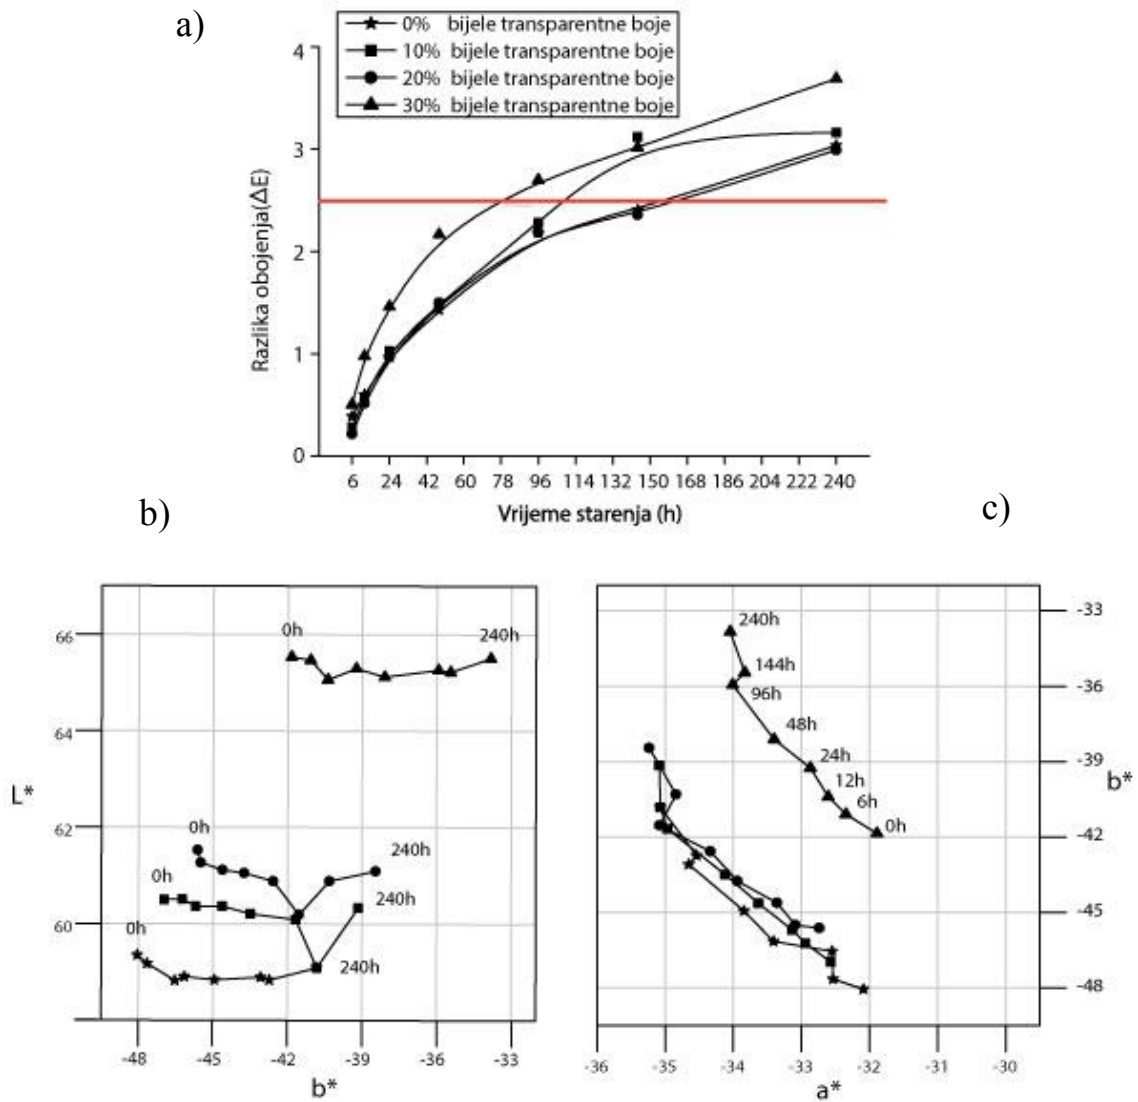 a)
0% bijele transparentne boje
10% bijele transparentne boje
20% bijele transparentne boje
30% bijele transparentne boje
4
3
2
1
0
Razlika obojenja(ΔE)
6 24 42 60 78 96 114 132 150 168 186 204 222 240
Vrijeme starenja (h)
b)
c)
66
64
62
60
L*
0h
240h
0h
240h
0h
240h
0h
240h
-48 -45 -42 -39 -36 -33
b*
240h
144h
96h
48h
24h
12h
6h
0h
-33
-36
-39
-42
-45
-48
b*
-36 -35 -34 -33 -32 -31 -30
a*